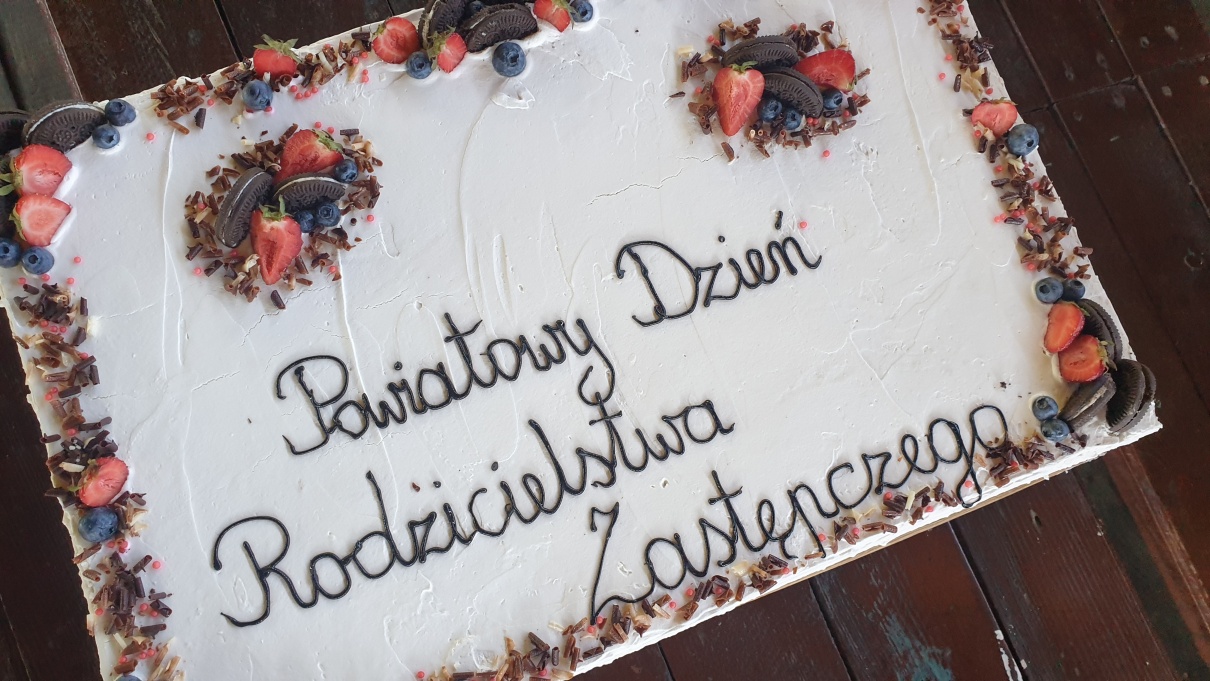 Powiatowy Dzień
Rodzicielstwa
Zastępczego